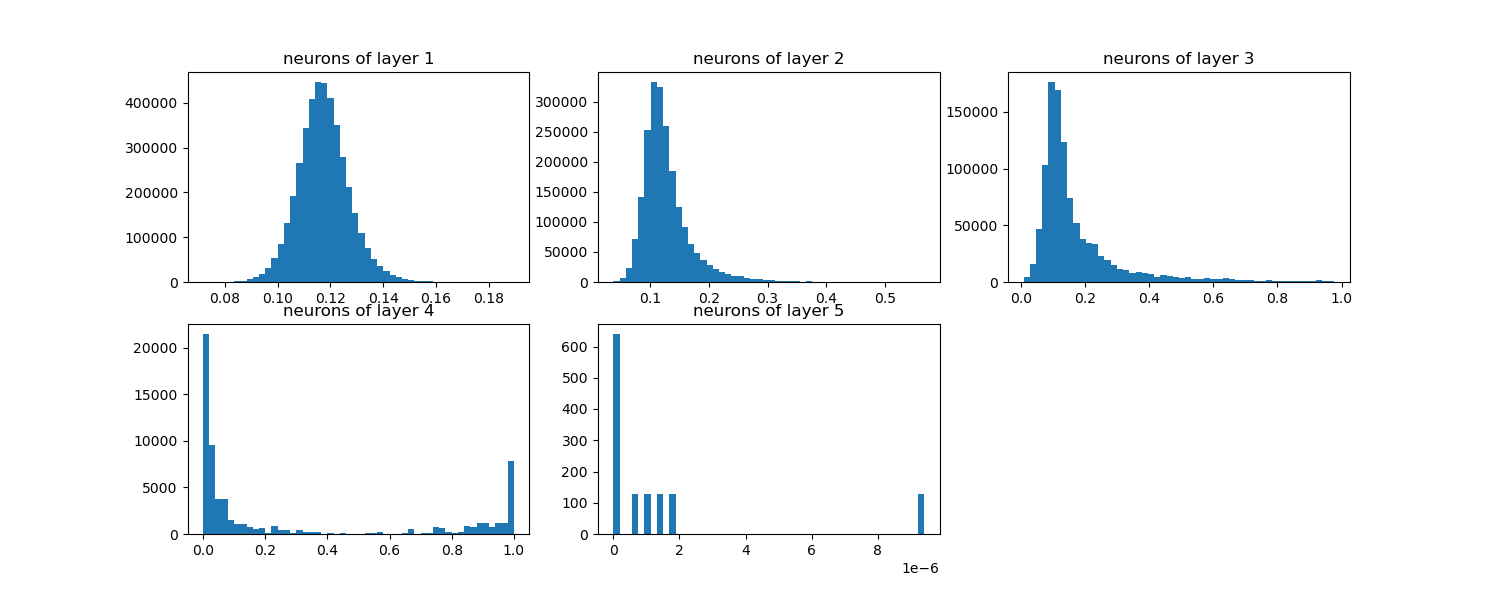 neurons of layer 1
400000
300000
200000
100000
0
0.08 0.10 0.12 0.14 0.16 0.18
neurons of layer 2
300000
250000
200000
150000
100000
50000
0
0.1 0.2 0.3 0.4 0.5
neurons of layer 3
150000
100000
50000
0
0.0 0.2 0.4 0.6 0.8 1.0
neurons of layer 4
20000
15000
10000
5000
0
0.0 0.2 0.4 0.6 0.8 1.0
neurons of layer 5
600
500
400
300
200
100
0
0 2 4 6 8
1e−6